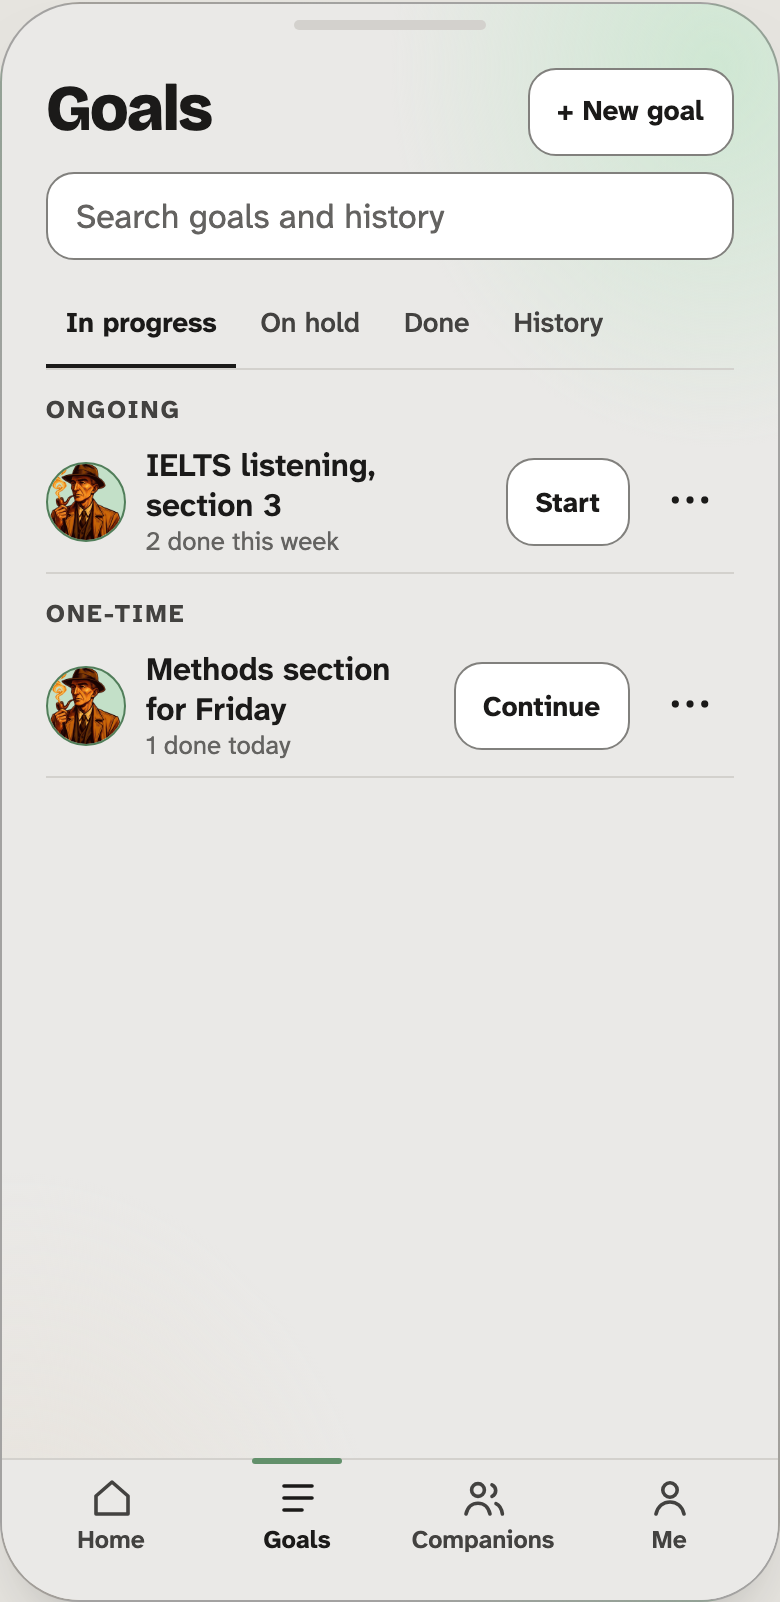 Goals
+ New goal
Search goals and history
In progress
On hold
Done
History
ONGOING
IELTS listening,
section 3
2 done this week
Start
ONE-TIME
Methods section
for Friday
1 done today
Continue
Home
Goals
Companions
Me